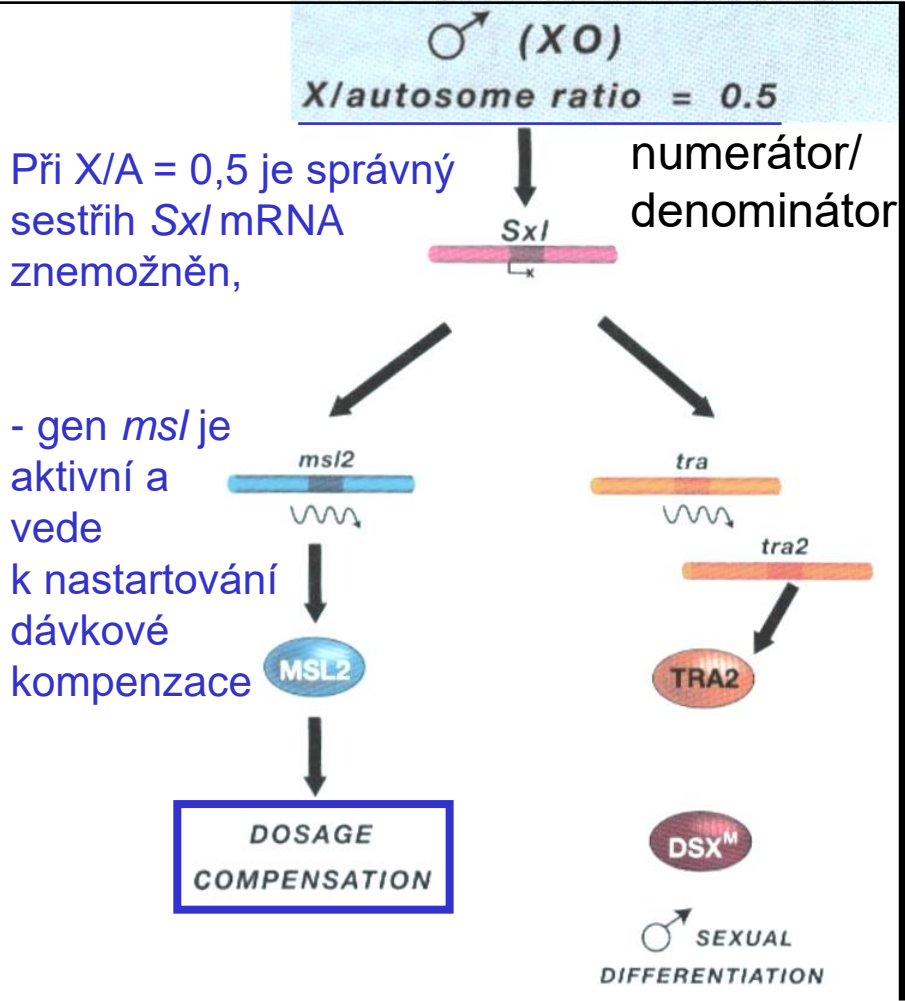 ♂ (XO)
X/autosome ratio = 0.5
Při X/A = 0,5 je správný
sestřih Sxl mRNA
znemožněn,
numerátor/
denominátor
Sxl
- gen msl je
aktivní a
vede
k nastartování
dávkové
kompenzace
msl2
tra
tra2
MSL2
TRA2
DOSAGE
COMPENSATION
DSXᴹ
♂ SEXUAL
DIFFERENTIATION